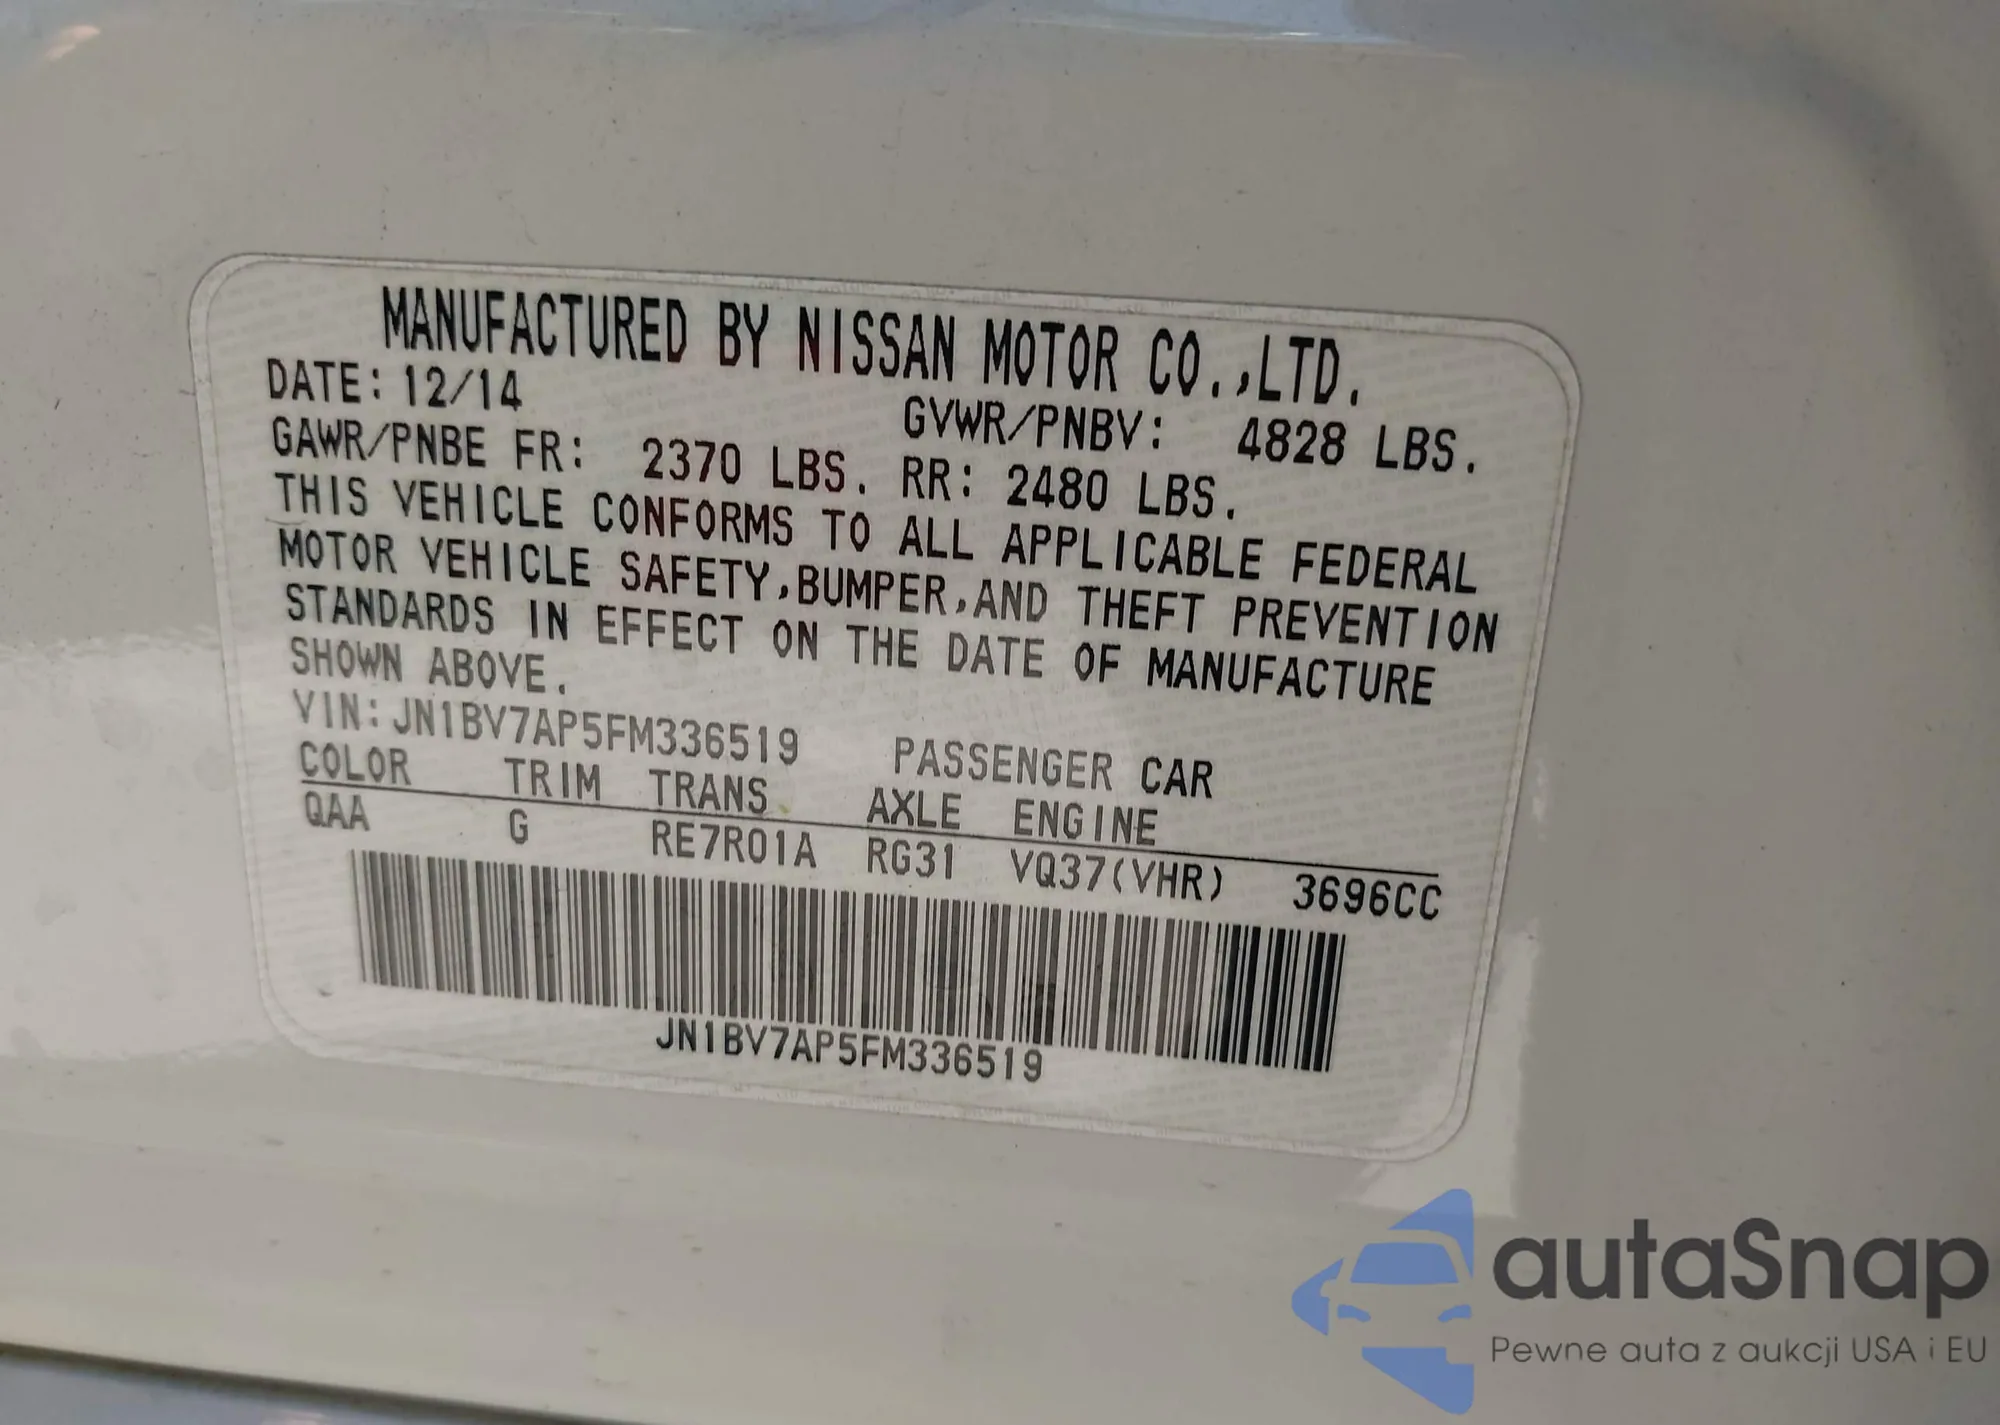 MANUFACTURED BY NISSAN MOTOR CO.,LTD.
DATE: 12/14 GVWR/PNBV: 4828 LBS.
GAWR/PNBE FR: 2370 LBS. RR: 2480 LBS.
THIS VEHICLE CONFORMS TO ALL APPLICABLE FEDERAL
MOTOR VEHICLE SAFETY,BUMPER,AND THEFT PREVENTION
STANDARDS IN EFFECT ON THE DATE OF MANUFACTURE
SHOWN ABOVE.
VIN:JN1BV7AP5FM336519 PASSENGER CAR
COLOR TRIM TRANS AXLE ENGINE
QAA G RE7R01A RG31 VQ37(VHR) 3696CC
JN1BV7AP5FM336519
autaSnap
Pewne auta z aukcji USA i EU